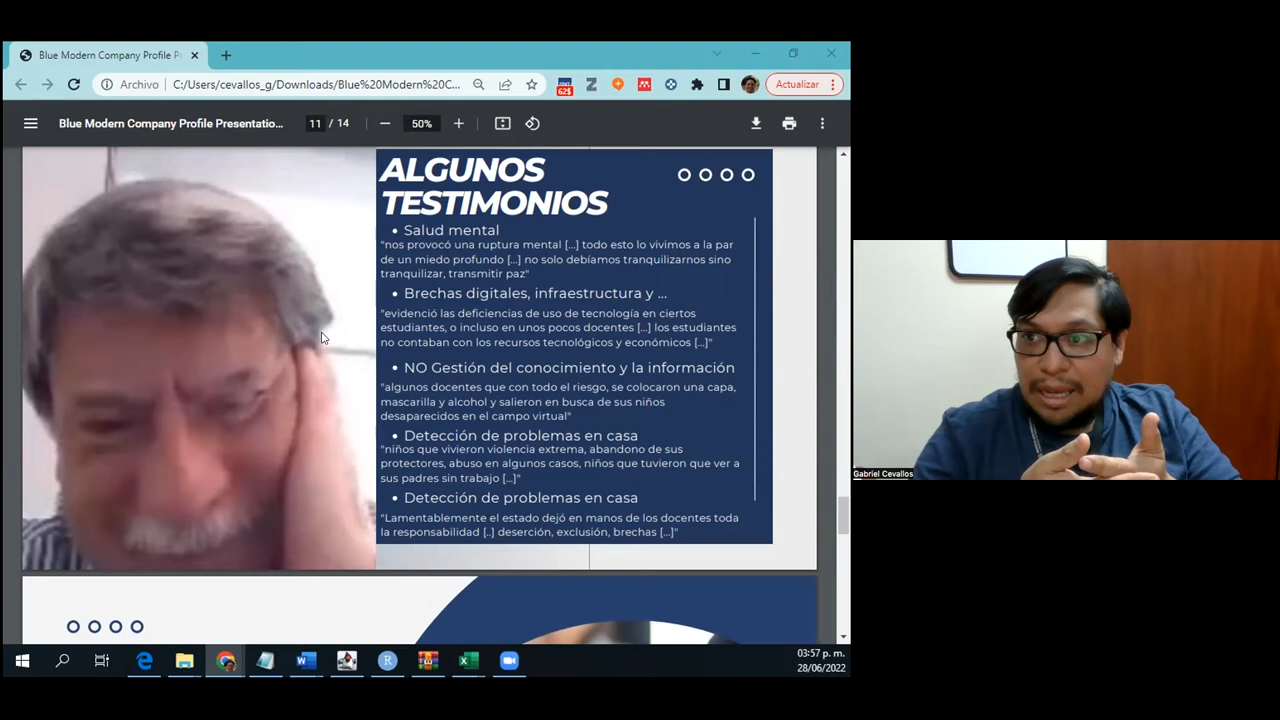 Blue Modern Company Profile P
Archivo
C:/Users/cevallos_g/Downloads/Blue%20Modern%20C...
62$
Actualizar
Blue Modern Company Profile Presentatio...
11 / 14
50%
ALGUNOS
TESTIMONIOS
• Salud mental
"nos provocó una ruptura mental [...] todo esto lo vivimos a la par
de un miedo profundo [...] no solo debíamos tranquilizarnos sino
tranquilizar, transmitir paz"
• Brechas digitales, infraestructura y ...
"evidenció las deficiencias de uso de tecnología en ciertos
estudiantes, o incluso en unos pocos docentes [...] los estudiantes
no contaban con los recursos tecnológicos y económicos [...]"
• NO Gestión del conocimiento y la información
"algunos docentes que con todo el riesgo, se colocaron una capa,
mascarilla y alcohol y salieron en busca de sus niños
desaparecidos en el campo virtual"
• Detección de problemas en casa
"niños que vivieron violencia extrema, abandono de sus
protectores, abuso en algunos casos, niños que tuvieron que ver a
sus padres sin trabajo [...]"
• Detección de problemas en casa
"Lamentablemente el estado dejó en manos de los docentes toda
la responsabilidad [..] deserción, exclusión, brechas [...]"
Gabriel Cevallos
03:57 p. m.
28/06/2022